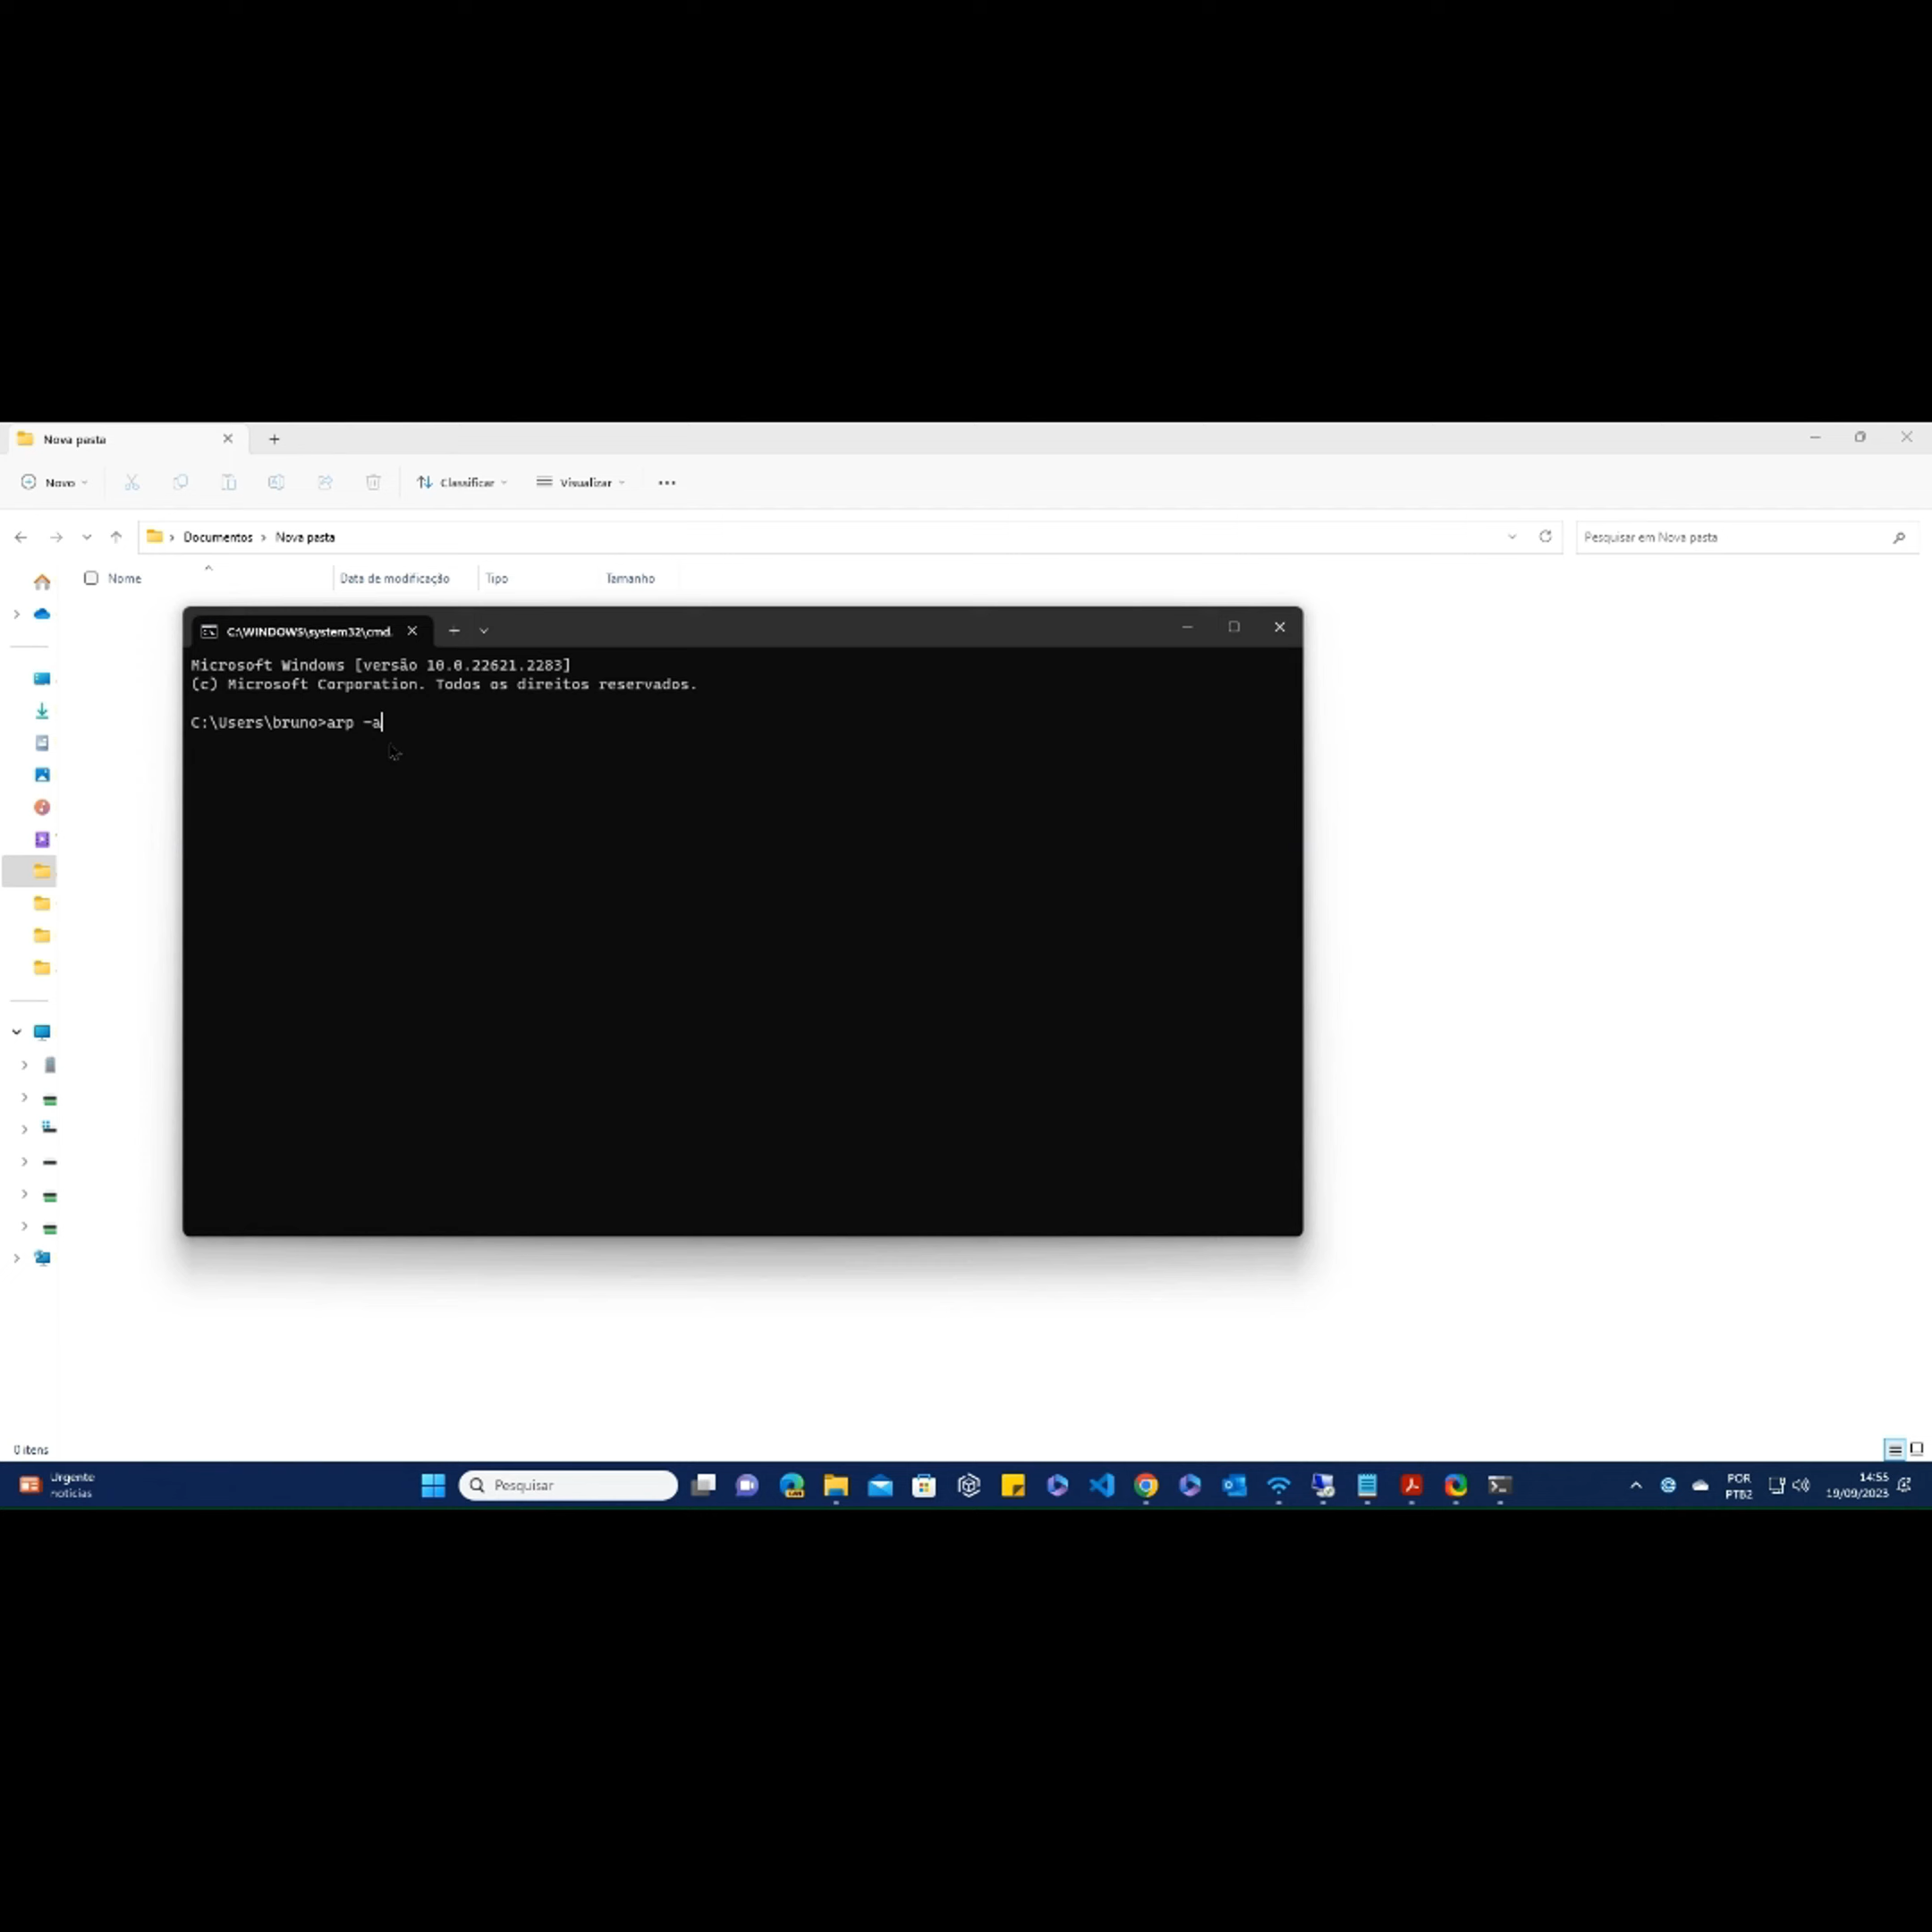 Nova pasta
Novo
Classificar
Visualizar
Documentos > Nova pasta
Pesquisar em Nova pasta
Nome
Data de modificação
Tipo
Tamanho
C:\WINDOWS\system32\cmd.
Microsoft Windows [versão 10.0.22621.2283]
(c) Microsoft Corporation. Todos os direitos reservados.
C:\Users\bruno>arp -a
0 itens
Urgente
notícias
Pesquisar
POR
PTB2
14:55
19/09/2023